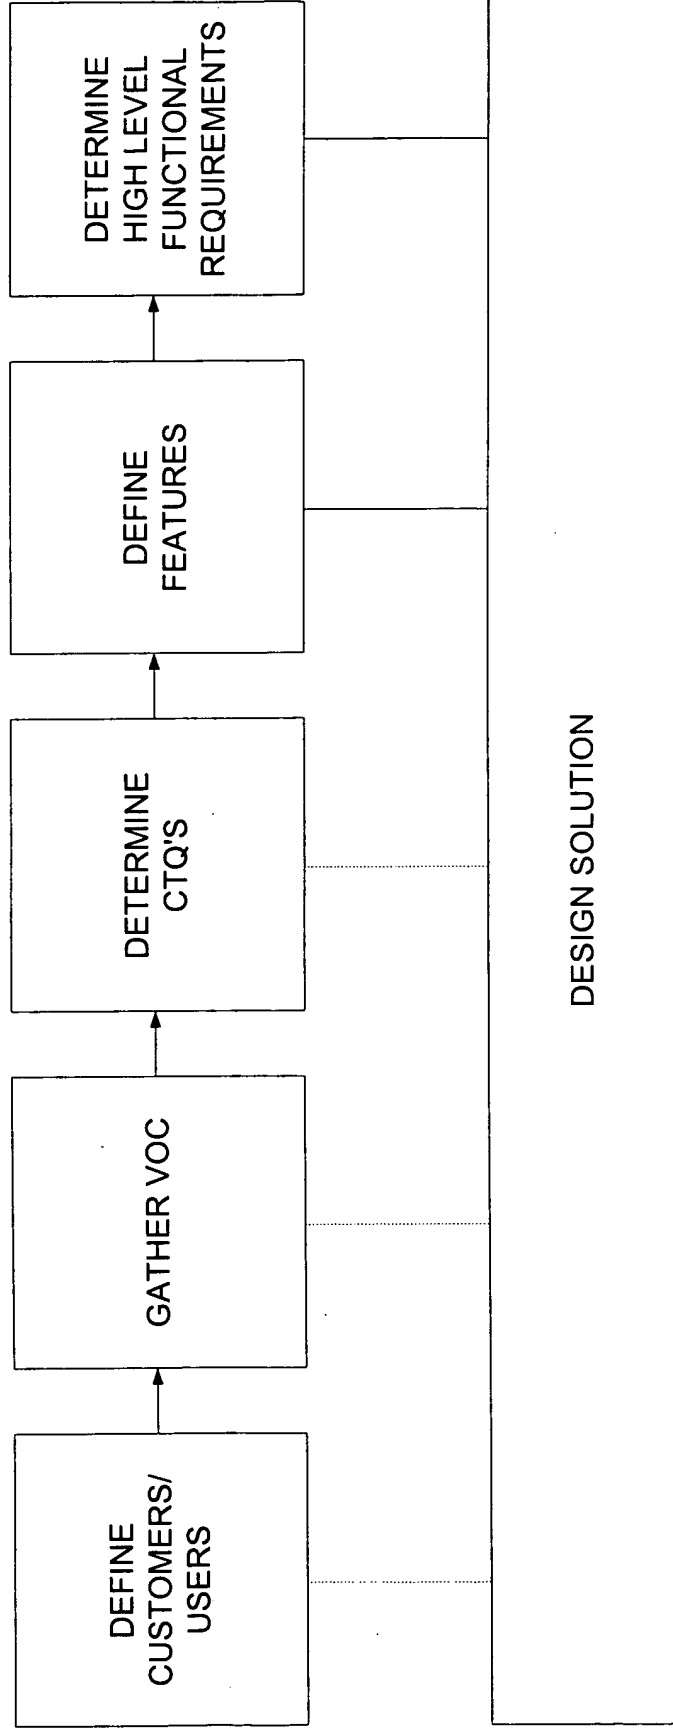 DEFINE
CUSTOMERS/
USERS
GATHER VOC
DETERMINE
CTQ'S
DEFINE
FEATURES
DETERMINE
HIGH LEVEL
FUNCTIONAL
REQUIREMENTS
DESIGN SOLUTION